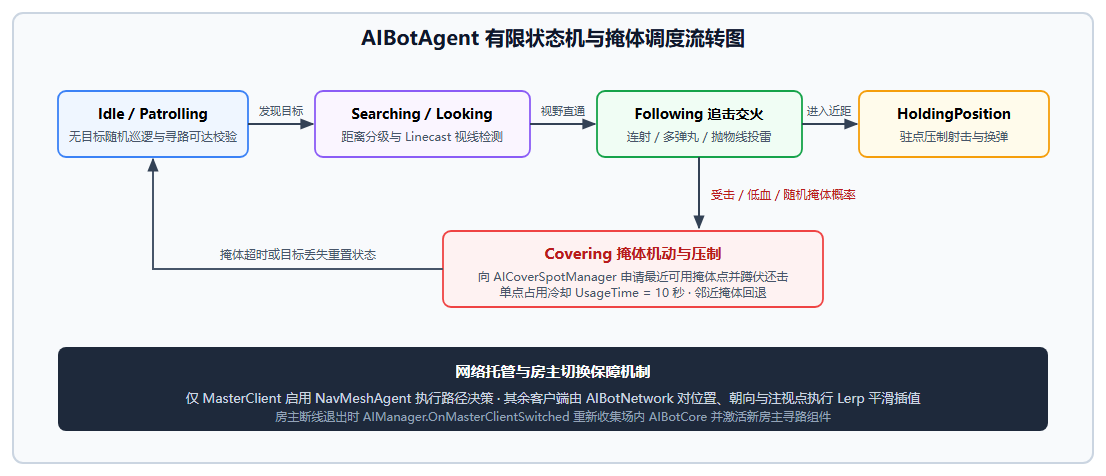 AIBotAgent 有限状态机与掩体调度流转图
Idle / Patrolling
无目标随机巡逻与寻路可达校验
发现目标
Searching / Looking
距离分级与 Linecast 视线检测
视野直通
Following 追击交火
连射 / 多弹丸 / 抛物线投雷
进入近距
HoldingPosition
驻点压制射击与换弹
受击 / 低血 / 随机掩体概率
Covering 掩体机动与压制
向 AICoverSpotManager 申请最近可用掩体点并蹲伏还击
单点占用冷却 UsageTime = 10 秒 · 邻近掩体回退
掩体超时或目标丢失重置状态
网络托管与房主切换保障机制
仅 MasterClient 启用 NavMeshAgent 执行路径决策 · 其余客户端由 AIBotNetwork 对位置、朝向与注视点执行 Lerp 平滑插值
房主断线退出时 AIManager.OnMasterClientSwitched 重新收集场内 AIBotCore 并激活新房主寻路组件